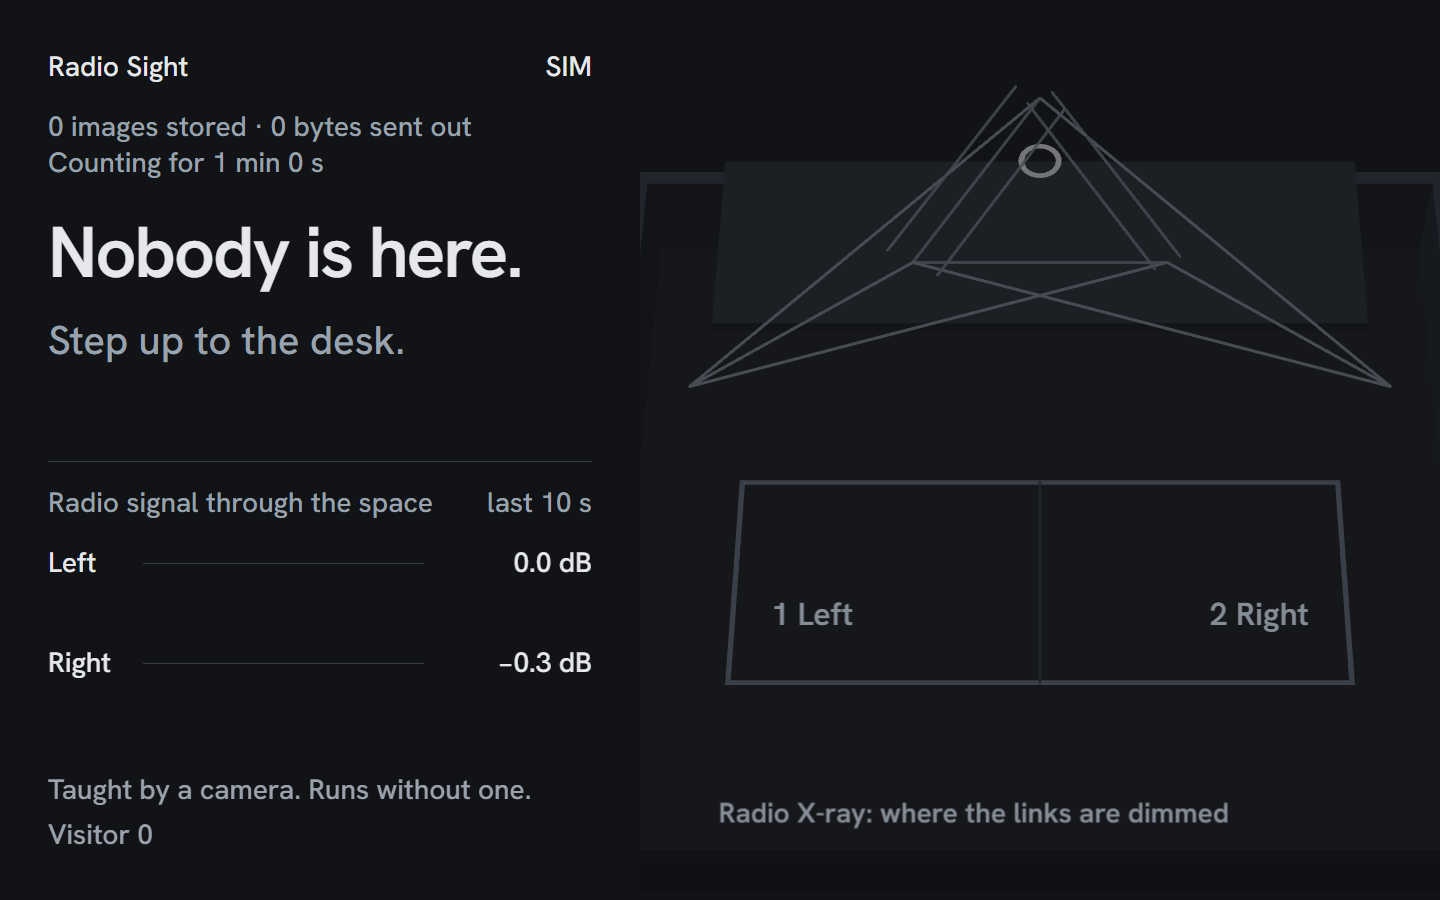 Radio Sight SIM
0 images stored · 0 bytes sent out
Counting for 1 min 0 s
Nobody is here.
Step up to the desk.
Radio signal through the space last 10 s
Left 0.0 dB
Right −0.3 dB
Taught by a camera. Runs without one.
Visitor 0
1 Left 2 Right
Radio X-ray: where the links are dimmed